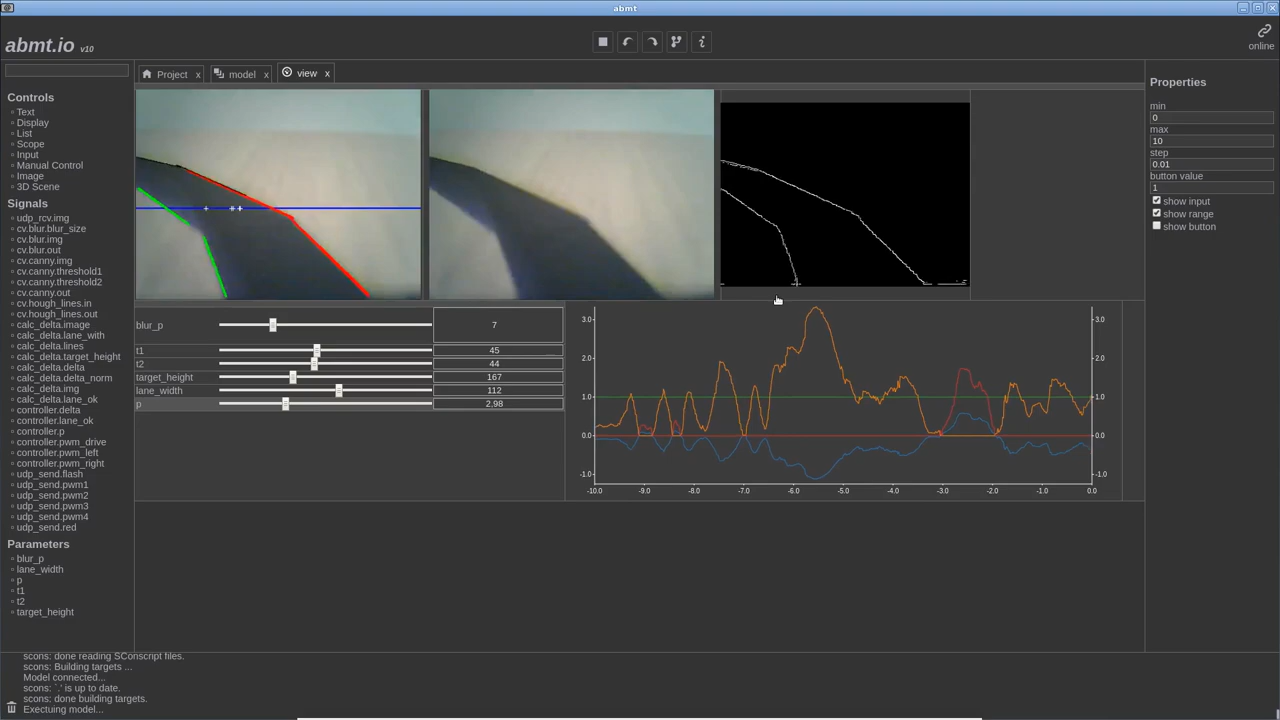 abmt
abmt.io v10
online
Project x
model x
view x
Controls
Text
Display
List
Scope
Input
Manual Control
Image
3D Scene
Signals
udp_rcv.img
cv.blur.blur_size
cv.blur.img
cv.blur.out
cv.canny.img
cv.canny.threshold1
cv.canny.threshold2
cv.canny.out
cv.hough_lines.in
cv.hough_lines.out
calc_delta.image
calc_delta.lane_with
calc_delta.lines
calc_delta.target_height
calc_delta.delta
calc_delta.delta_norm
calc_delta.img
calc_delta.lane_ok
controller.delta
controller.lane_ok
controller.p
controller.pwm_drive
controller.pwm_left
controller.pwm_right
udp_send.flash
udp_send.pwm1
udp_send.pwm2
udp_send.pwm3
udp_send.pwm4
udp_send.red
Parameters
blur_p
lane_width
p
t1
t2
target_height
blur_p 7
t1 45
t2 44
target_height 167
lane_width 112
p 2,98
3.0 3.0
2.0 2.0
1.0 1.0
0.0 0.0
-1.0 -1.0
-10.0 -9.0 -8.0 -7.0 -6.0 -5.0 -4.0 -3.0 -2.0 -1.0 0.0
Properties
min
0
max
10
step
0.01
button value
1
show input
show range
show button
scons: done reading SConscript files.
scons: Building targets ...
Model connected...
scons: `.' is up to date.
scons: done building targets.
Exectuing model...